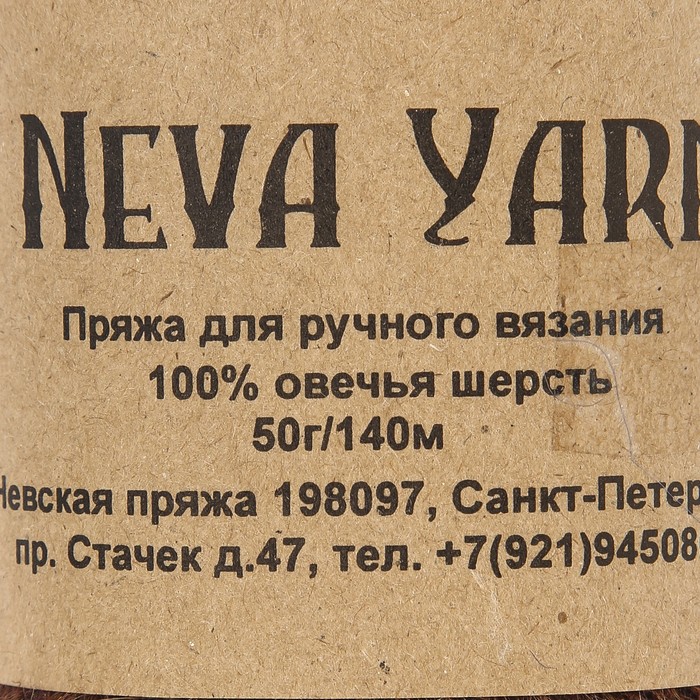 NEVA YARN
Пряжа для ручного вязания
100% овечья шерсть
50г/140м
Невская пряжа 198097, Санкт-Петер
пр. Стачек д.47, тел. +7(921)94508